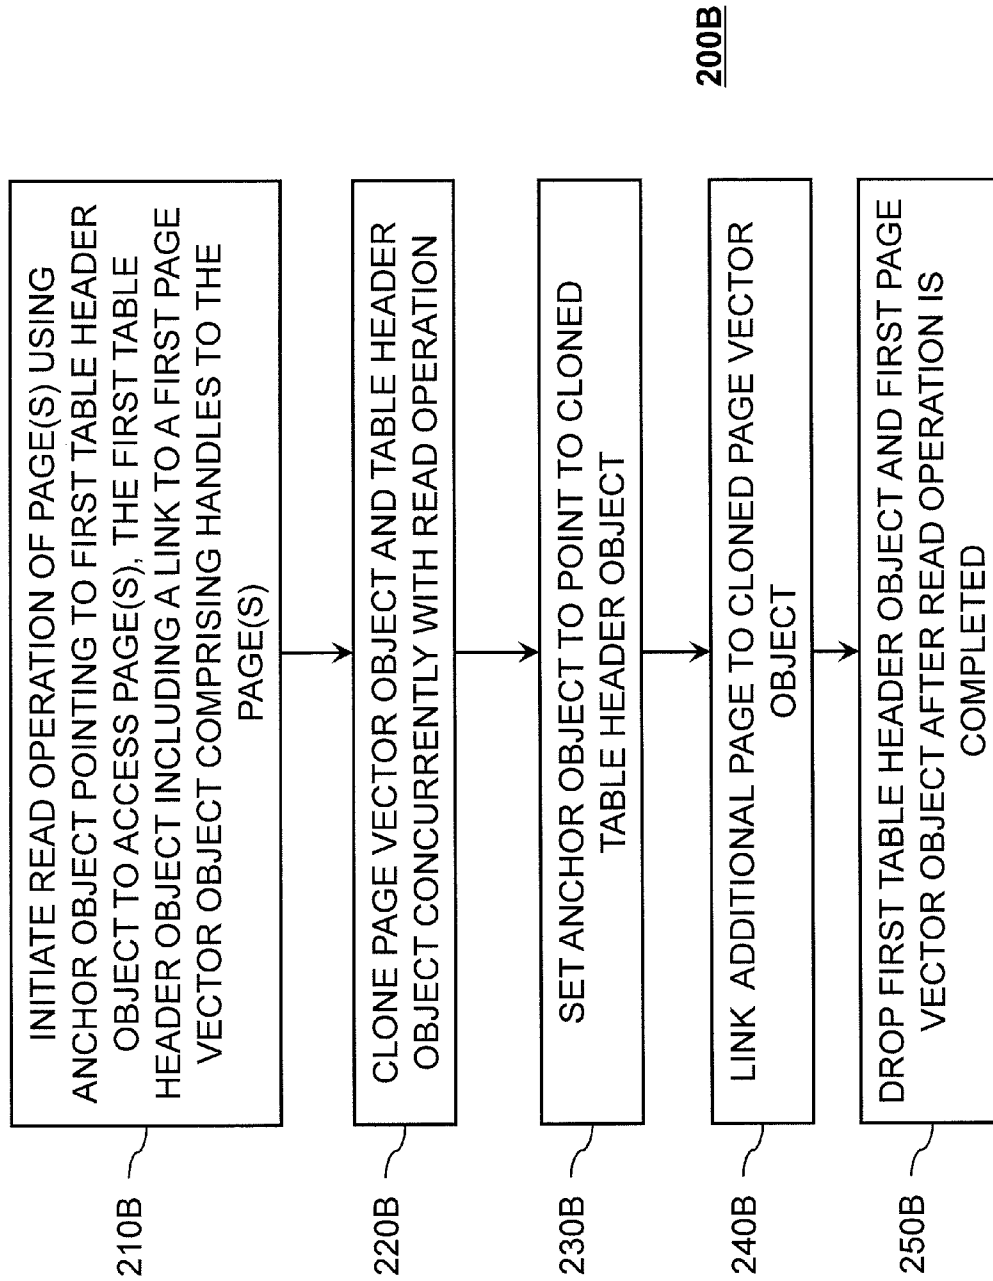 200B
210B
INITIATE READ OPERATION OF PAGE(S) USING
ANCHOR OBJECT POINTING TO FIRST TABLE HEADER
OBJECT TO ACCESS PAGE(S), THE FIRST TABLE
HEADER OBJECT INCLUDING A LINK TO A FIRST PAGE
VECTOR OBJECT COMPRISING HANDLES TO THE
PAGE(S)
220B
CLONE PAGE VECTOR OBJECT AND TABLE HEADER
OBJECT CONCURRENTLY WITH READ OPERATION
230B
SET ANCHOR OBJECT TO POINT TO CLONED
TABLE HEADER OBJECT
240B
LINK ADDITIONAL PAGE TO CLONED PAGE VECTOR
OBJECT
250B
DROP FIRST TABLE HEADER OBJECT AND FIRST PAGE
VECTOR OBJECT AFTER READ OPERATION IS
COMPLETED